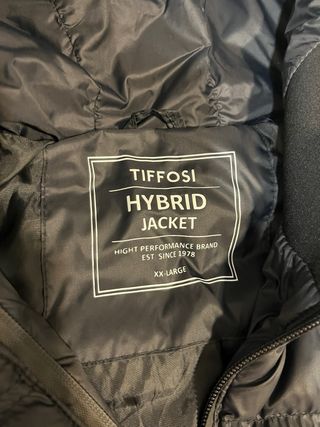 TIFFOSI
HYBRID
JACKET
HIGHT PERFORMANCE BRAND
EST SINCE 1978
XX-LARGE